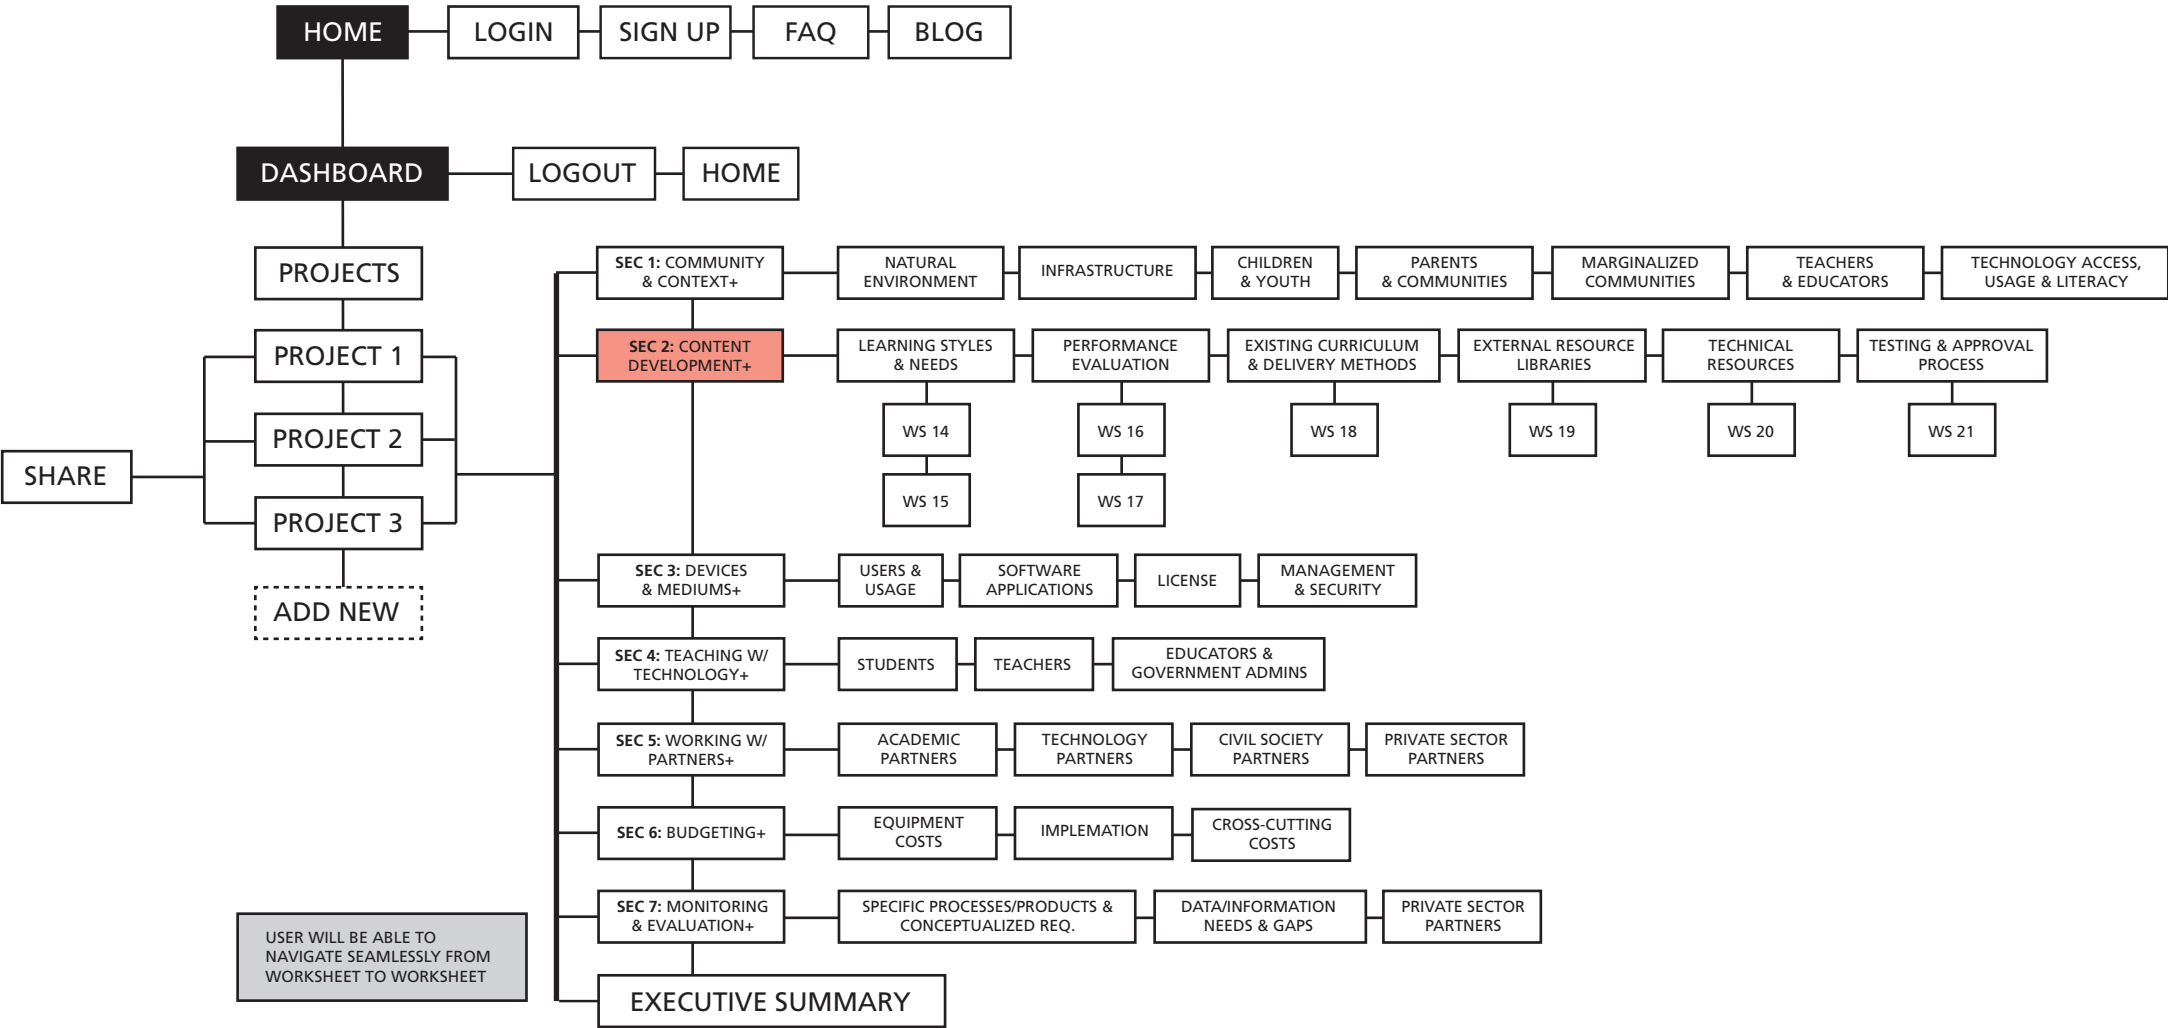 HOME
LOGIN
SIGN UP
FAQ
BLOG
DASHBOARD
LOGOUT
HOME
PROJECTS
PROJECT 1
PROJECT 2
PROJECT 3
SHARE
ADD NEW
SEC 1: COMMUNITY
& CONTEXT+
NATURAL
ENVIRONMENT
INFRASTRUCTURE
CHILDREN
& YOUTH
PARENTS
& COMMUNITIES
MARGINALIZED
COMMUNITIES
TEACHERS
& EDUCATORS
TECHNOLOGY ACCESS,
USAGE & LITERACY
SEC 2: CONTENT
DEVELOPMENT+
LEARNING STYLES
& NEEDS
PERFORMANCE
EVALUATION
EXISTING CURRICULUM
& DELIVERY METHODS
EXTERNAL RESOURCE
LIBRARIES
TECHNICAL
RESOURCES
TESTING & APPROVAL
PROCESS
WS 14
WS 16
WS 18
WS 19
WS 20
WS 21
WS 15
WS 17
SEC 3: DEVICES
& MEDIUMS+
USERS &
USAGE
SOFTWARE
APPLICATIONS
LICENSE
MANAGEMENT
& SECURITY
SEC 4: TEACHING W/
TECHNOLOGY+
STUDENTS
TEACHERS
EDUCATORS &
GOVERNMENT ADMINS
SEC 5: WORKING W/
PARTNERS+
ACADEMIC
PARTNERS
TECHNOLOGY
PARTNERS
CIVIL SOCIETY
PARTNERS
PRIVATE SECTOR
PARTNERS
SEC 6: BUDGETING+
EQUIPMENT
COSTS
IMPLEMATION
CROSS-CUTTING
COSTS
SEC 7: MONITORING
& EVALUATION+
SPECIFIC PROCESSES/PRODUCTS &
CONCEPTUALIZED REQ.
DATA/INFORMATION
NEEDS & GAPS
PRIVATE SECTOR
PARTNERS
EXECUTIVE SUMMARY
USER WILL BE ABLE TO
NAVIGATE SEAMLESSLY FROM
WORKSHEET TO WORKSHEET